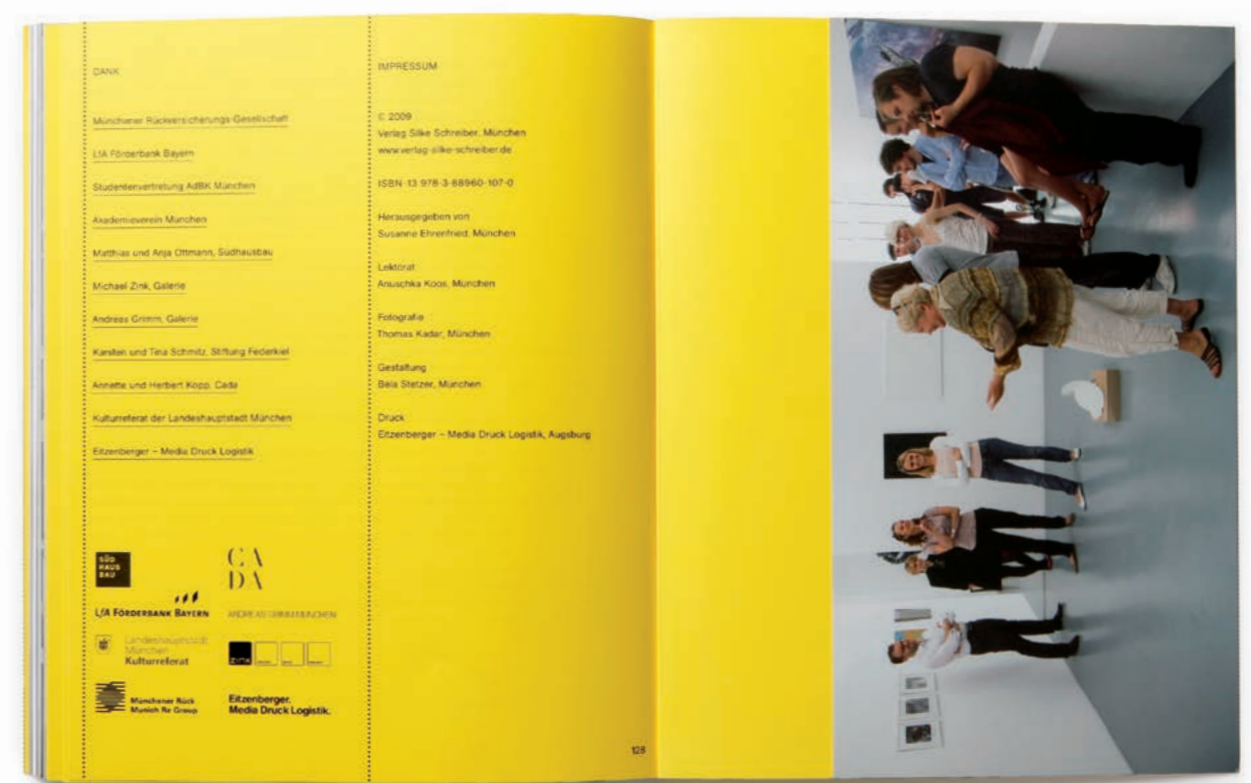 DANK
Münchener Rückversicherungs-Gesellschaft
LfA Förderbank Bayern
Studentenvertretung AdBK München
Akademieverein München
Matthias und Anja Ottmann, Südhausbau
Michael Zink, Galerie
Andreas Grimm, Galerie
Karsten und Tina Schmitz, Stiftung Federkiel
Annette und Herbert Kopp, Cada
Kulturreferat der Landeshauptstadt München
Eitzenberger – Media Druck Logistik
SÜD
HAUS
BAU
CA
DA
LfA FÖRDERBANK BAYERN
ANDREAS GRIMM MÜNCHEN
Landeshauptstadt
München
Kulturreferat
zink
Münchener Rück
Munich Re Group
Eitzenberger.
Media Druck Logistik.
IMPRESSUM
© 2009
Verlag Silke Schreiber, München
www.verlag-silke-schreiber.de
ISBN-13 978-3-88960-107-0
Herausgegeben von
Susanne Ehrenfried, München
Lektorat
Anuschka Koos, München
Fotografie
Thomas Kadar, München
Gestaltung
Béla Stetzer, München
Druck
Eitzenberger – Media Druck Logistik, Augsburg
128